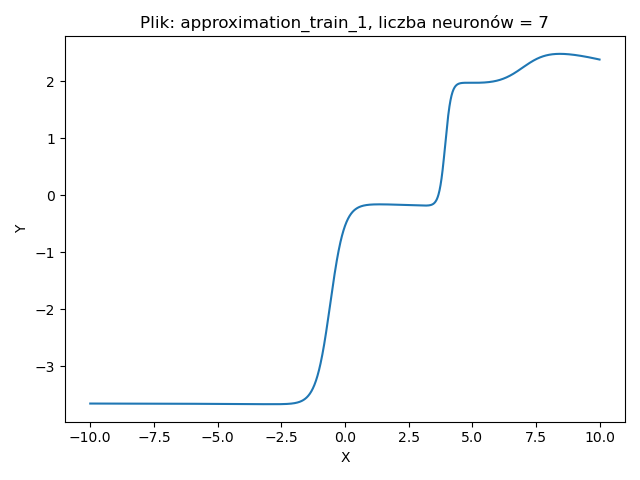 Plik: approximation_train_1, liczba neuronów = 7
2
1
0
−1
−2
−3
Y
−10.0 −7.5 −5.0 −2.5 0.0 2.5 5.0 7.5 10.0
X